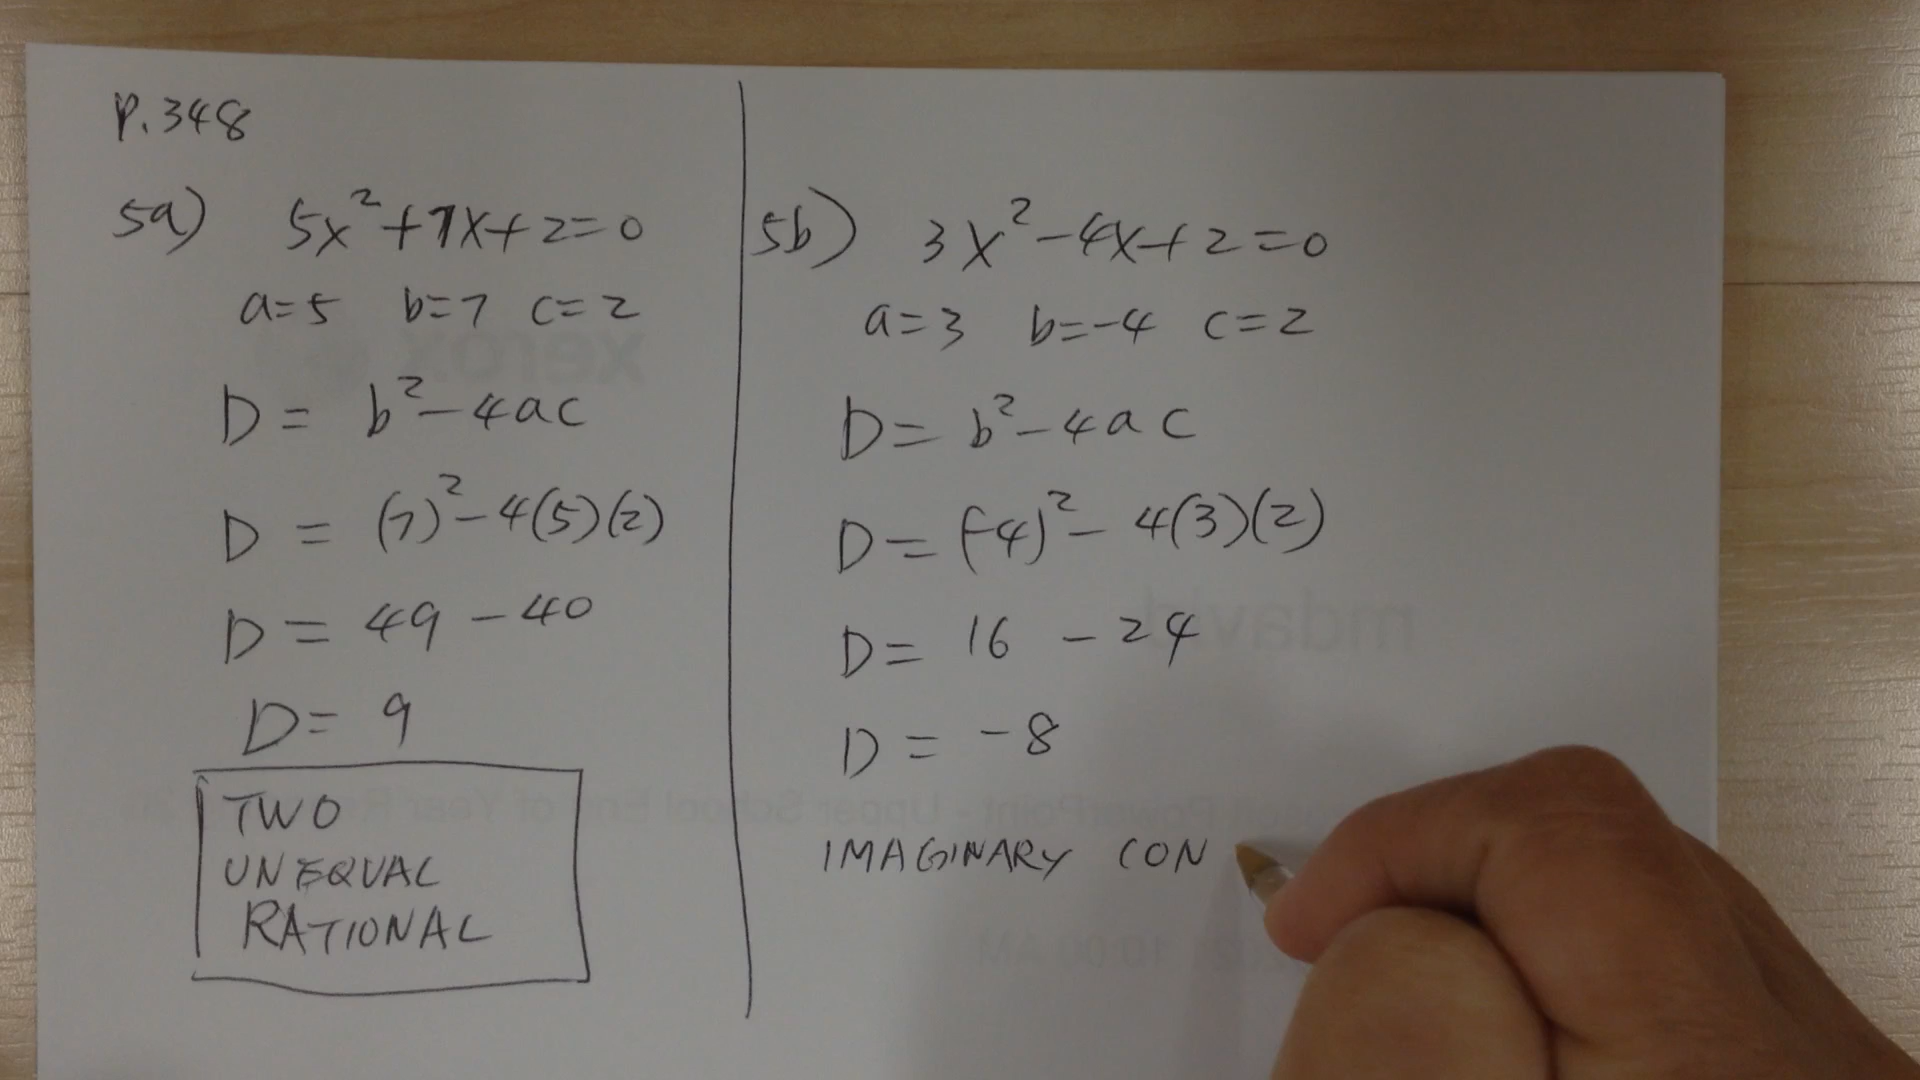 P.348
5a) 5x²+7x+2=0
a=5 b=7 c=2
D = b²-4ac
D = (7)²-4(5)(2)
D = 49-40
D = 9
TWO
UNEQUAL
RATIONAL
5b) 3x²-4x+2=0
a=3 b=-4 c=2
D = b²-4ac
D = (-4)²-4(3)(2)
D = 16-24
D = -8
IMAGINARY CON
xerox
mdavid